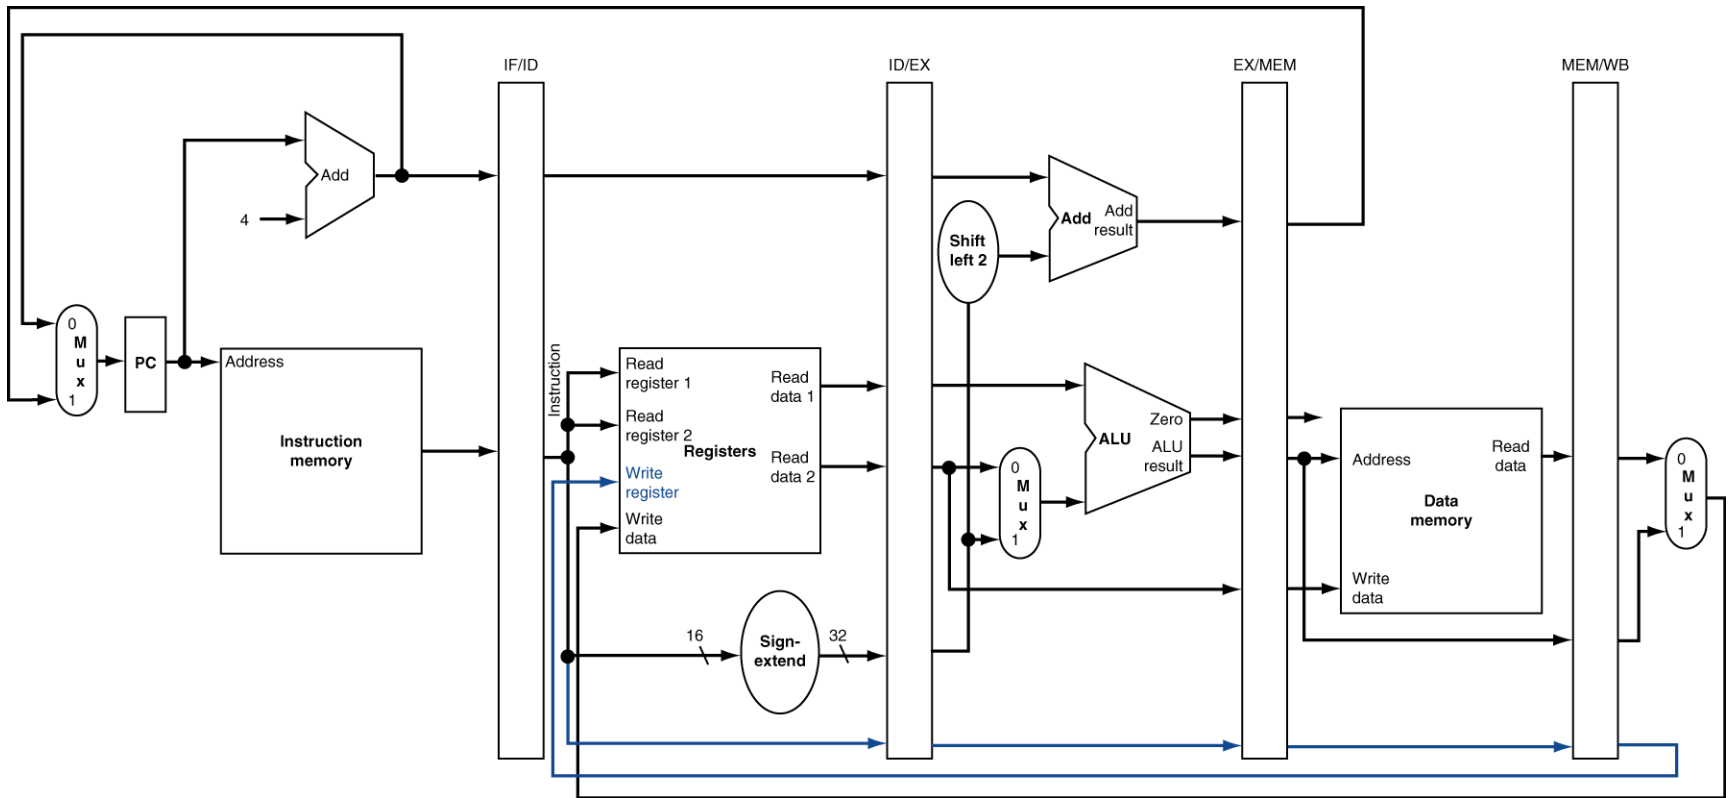 IF/ID
ID/EX
EX/MEM
MEM/WB
Add
4
Shift
left 2
Add
Add
result
0
M
u
x
1
PC
Address
Instruction
memory
Instruction
Read
register 1
Read
register 2
Write
register
Write
data
Registers
Read
data 1
Read
data 2
16
Sign-
extend
32
0
M
u
x
1
ALU
Zero
ALU
result
Address
Read
data
Data
memory
Write
data
0
M
u
x
1